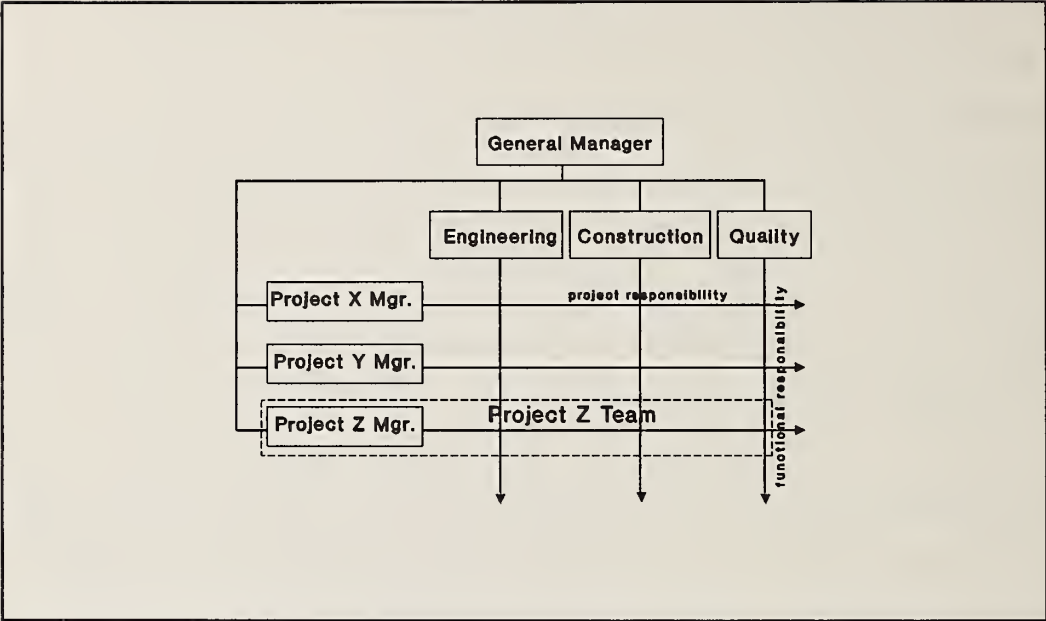 General Manager
Engineering
Construction
Quality
Project X Mgr.
project responsibility
functional responsibility
Project Y Mgr.
Project Z Team
Project Z Mgr.